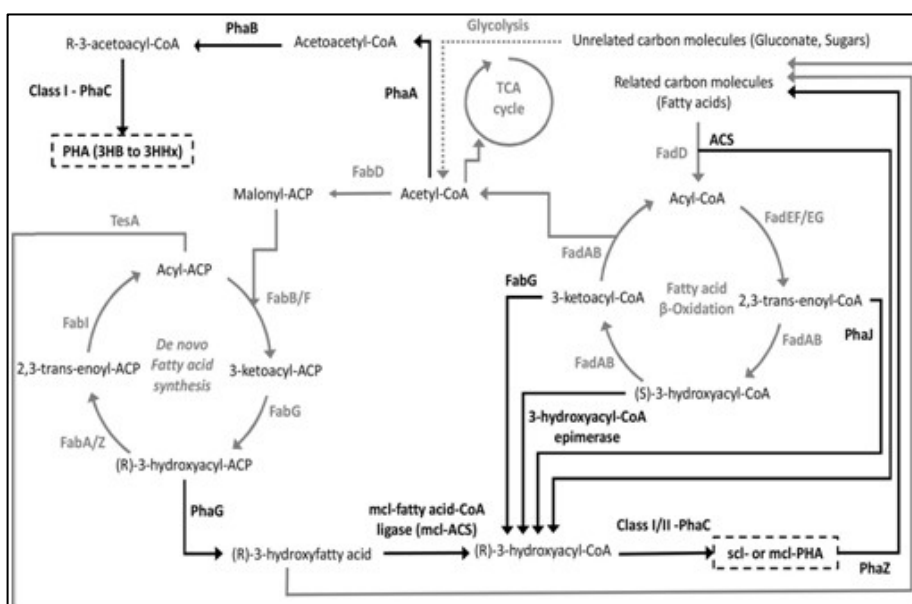 Glycolysis
PhaB
R-3-acetoacyl-CoA
Acetoacetyl-CoA
Unrelated carbon molecules (Gluconate, Sugars)
Class I - PhaC
PhaA
TCA
cycle
Related carbon molecules
(Fatty acids)
PHA (3HB to 3HHx)
ACS
FadD
FabD
Malonyl-ACP
Acetyl-CoA
Acyl-CoA
TesA
FadEF/EG
Acyl-ACP
FadAB
FabG
FabB/F
3-ketoacyl-CoA
Fatty acid
β-Oxidation
2,3-trans-enoyl-CoA
FabI
PhaJ
De novo
Fatty acid
synthesis
2,3-trans-enoyl-ACP
3-ketoacyl-ACP
FadAB
FadAB
(S)-3-hydroxyacyl-CoA
FabG
3-hydroxyacyl-CoA
epimerase
FabA/Z
(R)-3-hydroxyacyl-ACP
PhaG
mcl-fatty acid-CoA
ligase (mcl-ACS)
Class I/II -PhaC
(R)-3-hydroxyfatty acid
(R)-3-hydroxyacyl-CoA
scl- or mcl-PHA
PhaZ